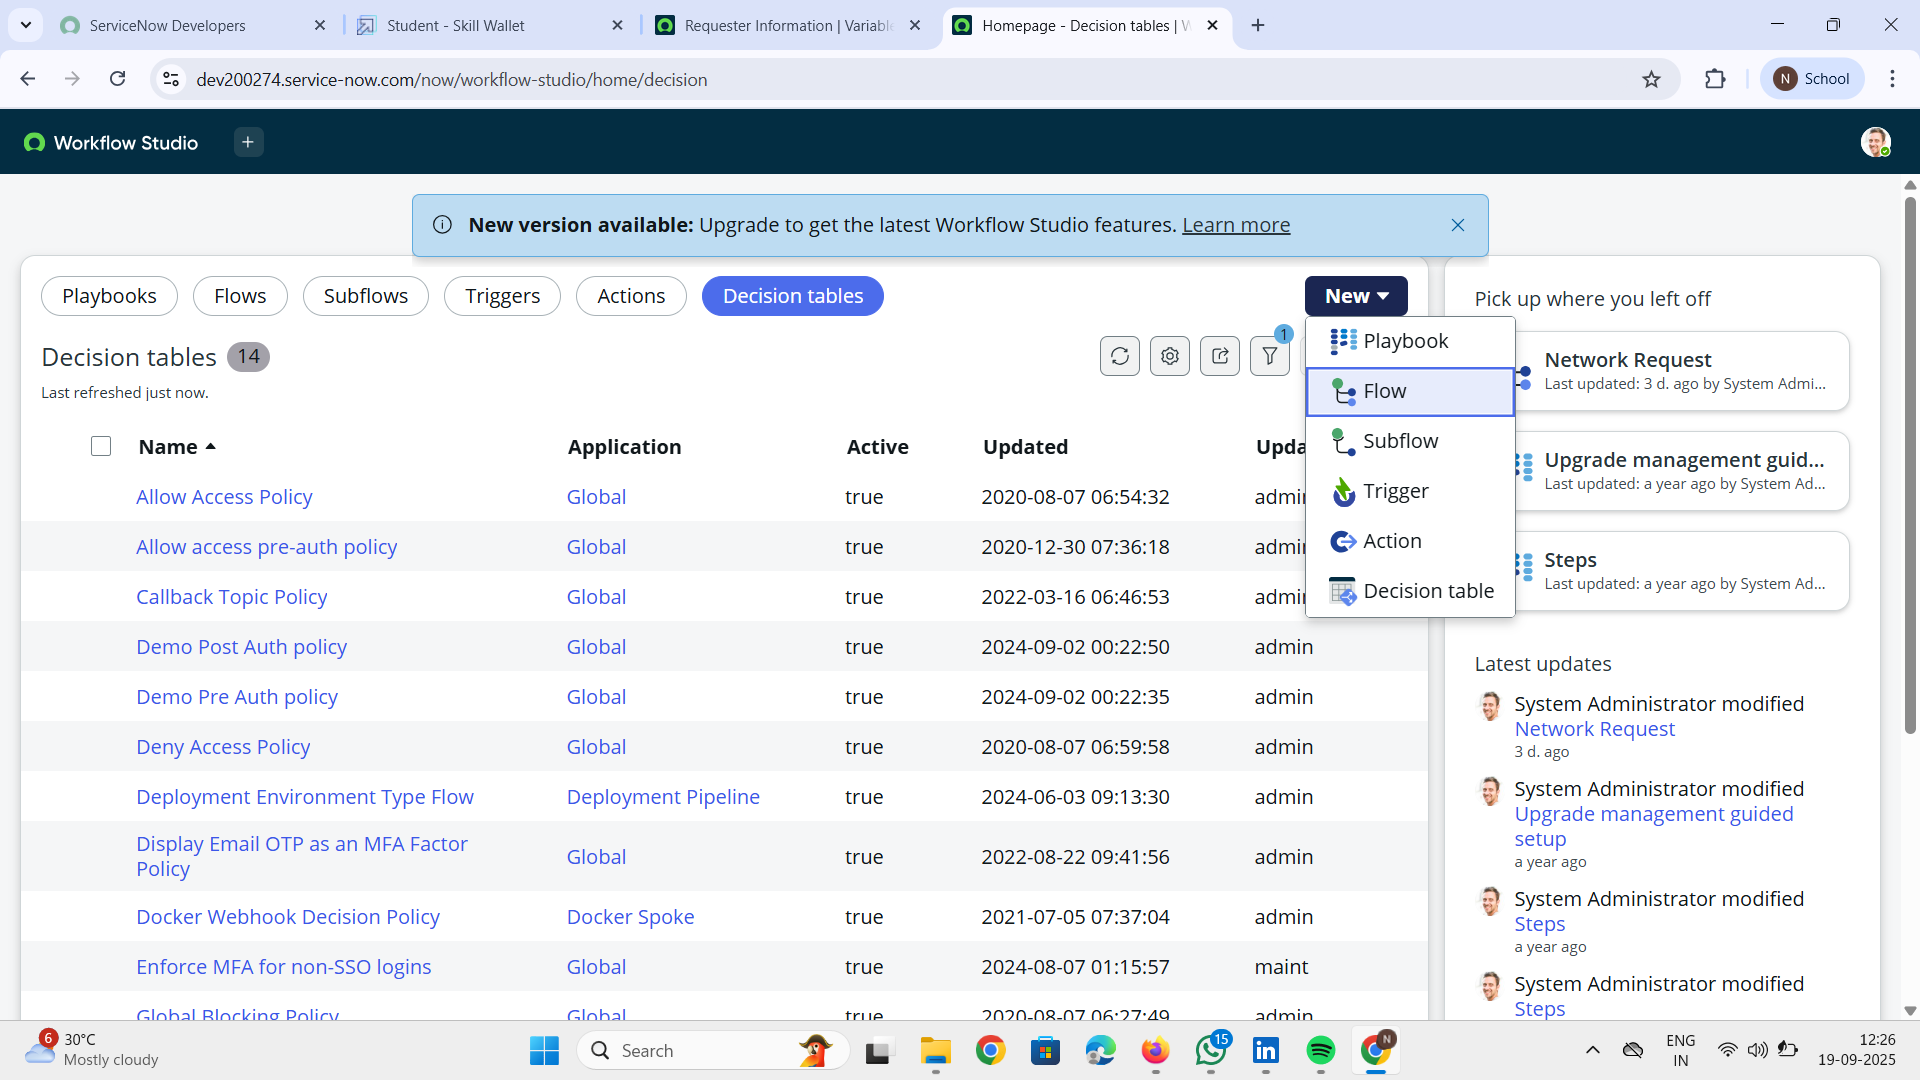 ServiceNow Developers
Student - Skill Wallet
Requester Information | Variable
Homepage - Decision tables | W
dev200274.service-now.com/now/workflow-studio/home/decision
N School
Workflow Studio
New version available: Upgrade to get the latest Workflow Studio features. Learn more
Playbooks Flows Subflows Triggers Actions Decision tables
New
Playbook
Flow
Subflow
Trigger
Action
Decision table
Decision tables 14
1
Last refreshed just now.
Name Application Active Updated Upda
Allow Access Policy Global true 2020-08-07 06:54:32 admin
Allow access pre-auth policy Global true 2020-12-30 07:36:18 admin
Callback Topic Policy Global true 2022-03-16 06:46:53 admin
Demo Post Auth policy Global true 2024-09-02 00:22:50 admin
Demo Pre Auth policy Global true 2024-09-02 00:22:35 admin
Deny Access Policy Global true 2020-08-07 06:59:58 admin
Deployment Environment Type Flow Deployment Pipeline true 2024-06-03 09:13:30 admin
Display Email OTP as an MFA Factor
Policy Global true 2022-08-22 09:41:56 admin
Docker Webhook Decision Policy Docker Spoke true 2021-07-05 07:37:04 admin
Enforce MFA for non-SSO logins Global true 2024-08-07 01:15:57 maint
Global Blocking Policy Global true 2020-08-07 06:27:49 admin
Pick up where you left off
Network Request
Last updated: 3 d. ago by System Admi...
Upgrade management guid...
Last updated: a year ago by System Ad...
Steps
Last updated: a year ago by System Ad...
Latest updates
System Administrator modified
Network Request
3 d. ago
System Administrator modified
Upgrade management guided
setup
a year ago
System Administrator modified
Steps
a year ago
System Administrator modified
Steps
6
30°C
Mostly cloudy
Search
15
N
ENG
IN
12:26
19-09-2025